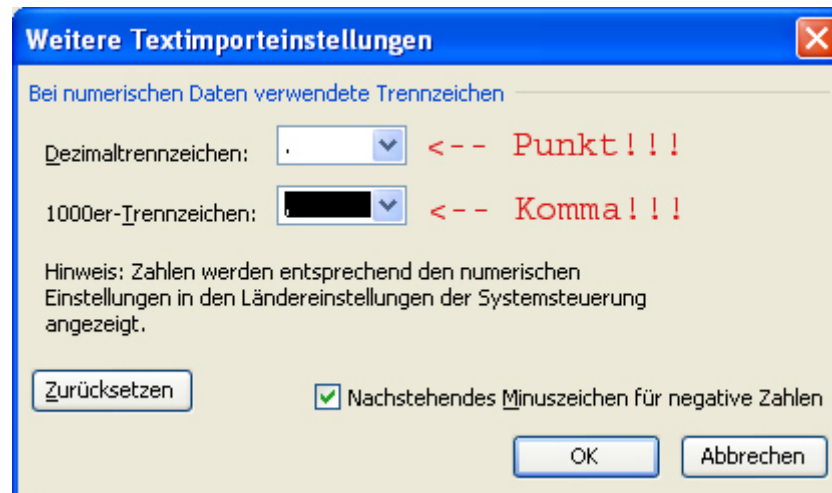 Weitere Textimporteinstellungen
Bei numerischen Daten verwendete Trennzeichen
Dezimaltrennzeichen: . <-- Punkt!!!
1000er-Trennzeichen: , <-- Komma!!!
Hinweis: Zahlen werden entsprechend den numerischen
Einstellungen in den Ländereinstellungen der Systemsteuerung
angezeigt.
Zurücksetzen
Nachstehendes Minuszeichen für negative Zahlen
OK Abbrechen